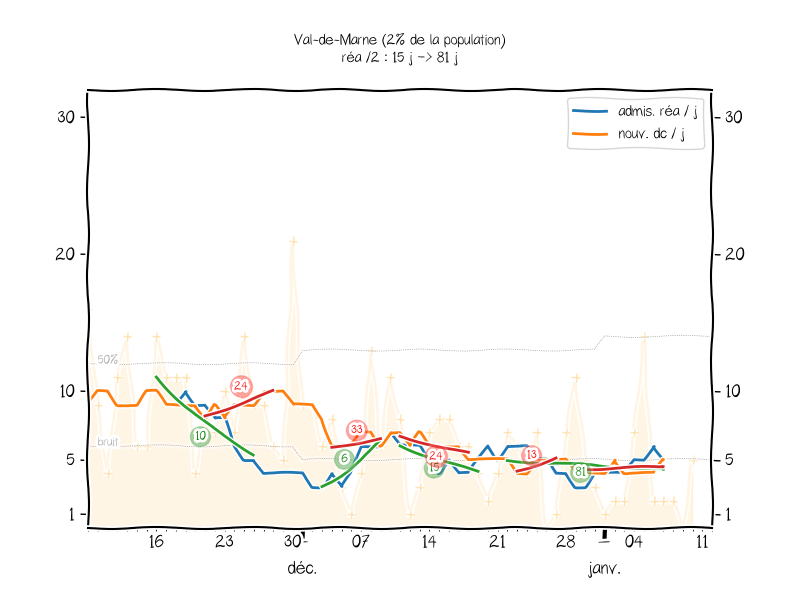 Val-de-Marne (2% de la population)
réa /2 : 15 j -> 81 j
admis. réa / j
nouv. dc / j
30 30
20 20
50%
10 10
bruit
5 5
1 1
24
10
33
6
24
15
13
81
16 23 30 07 14 21 28 04 11
déc. janv.